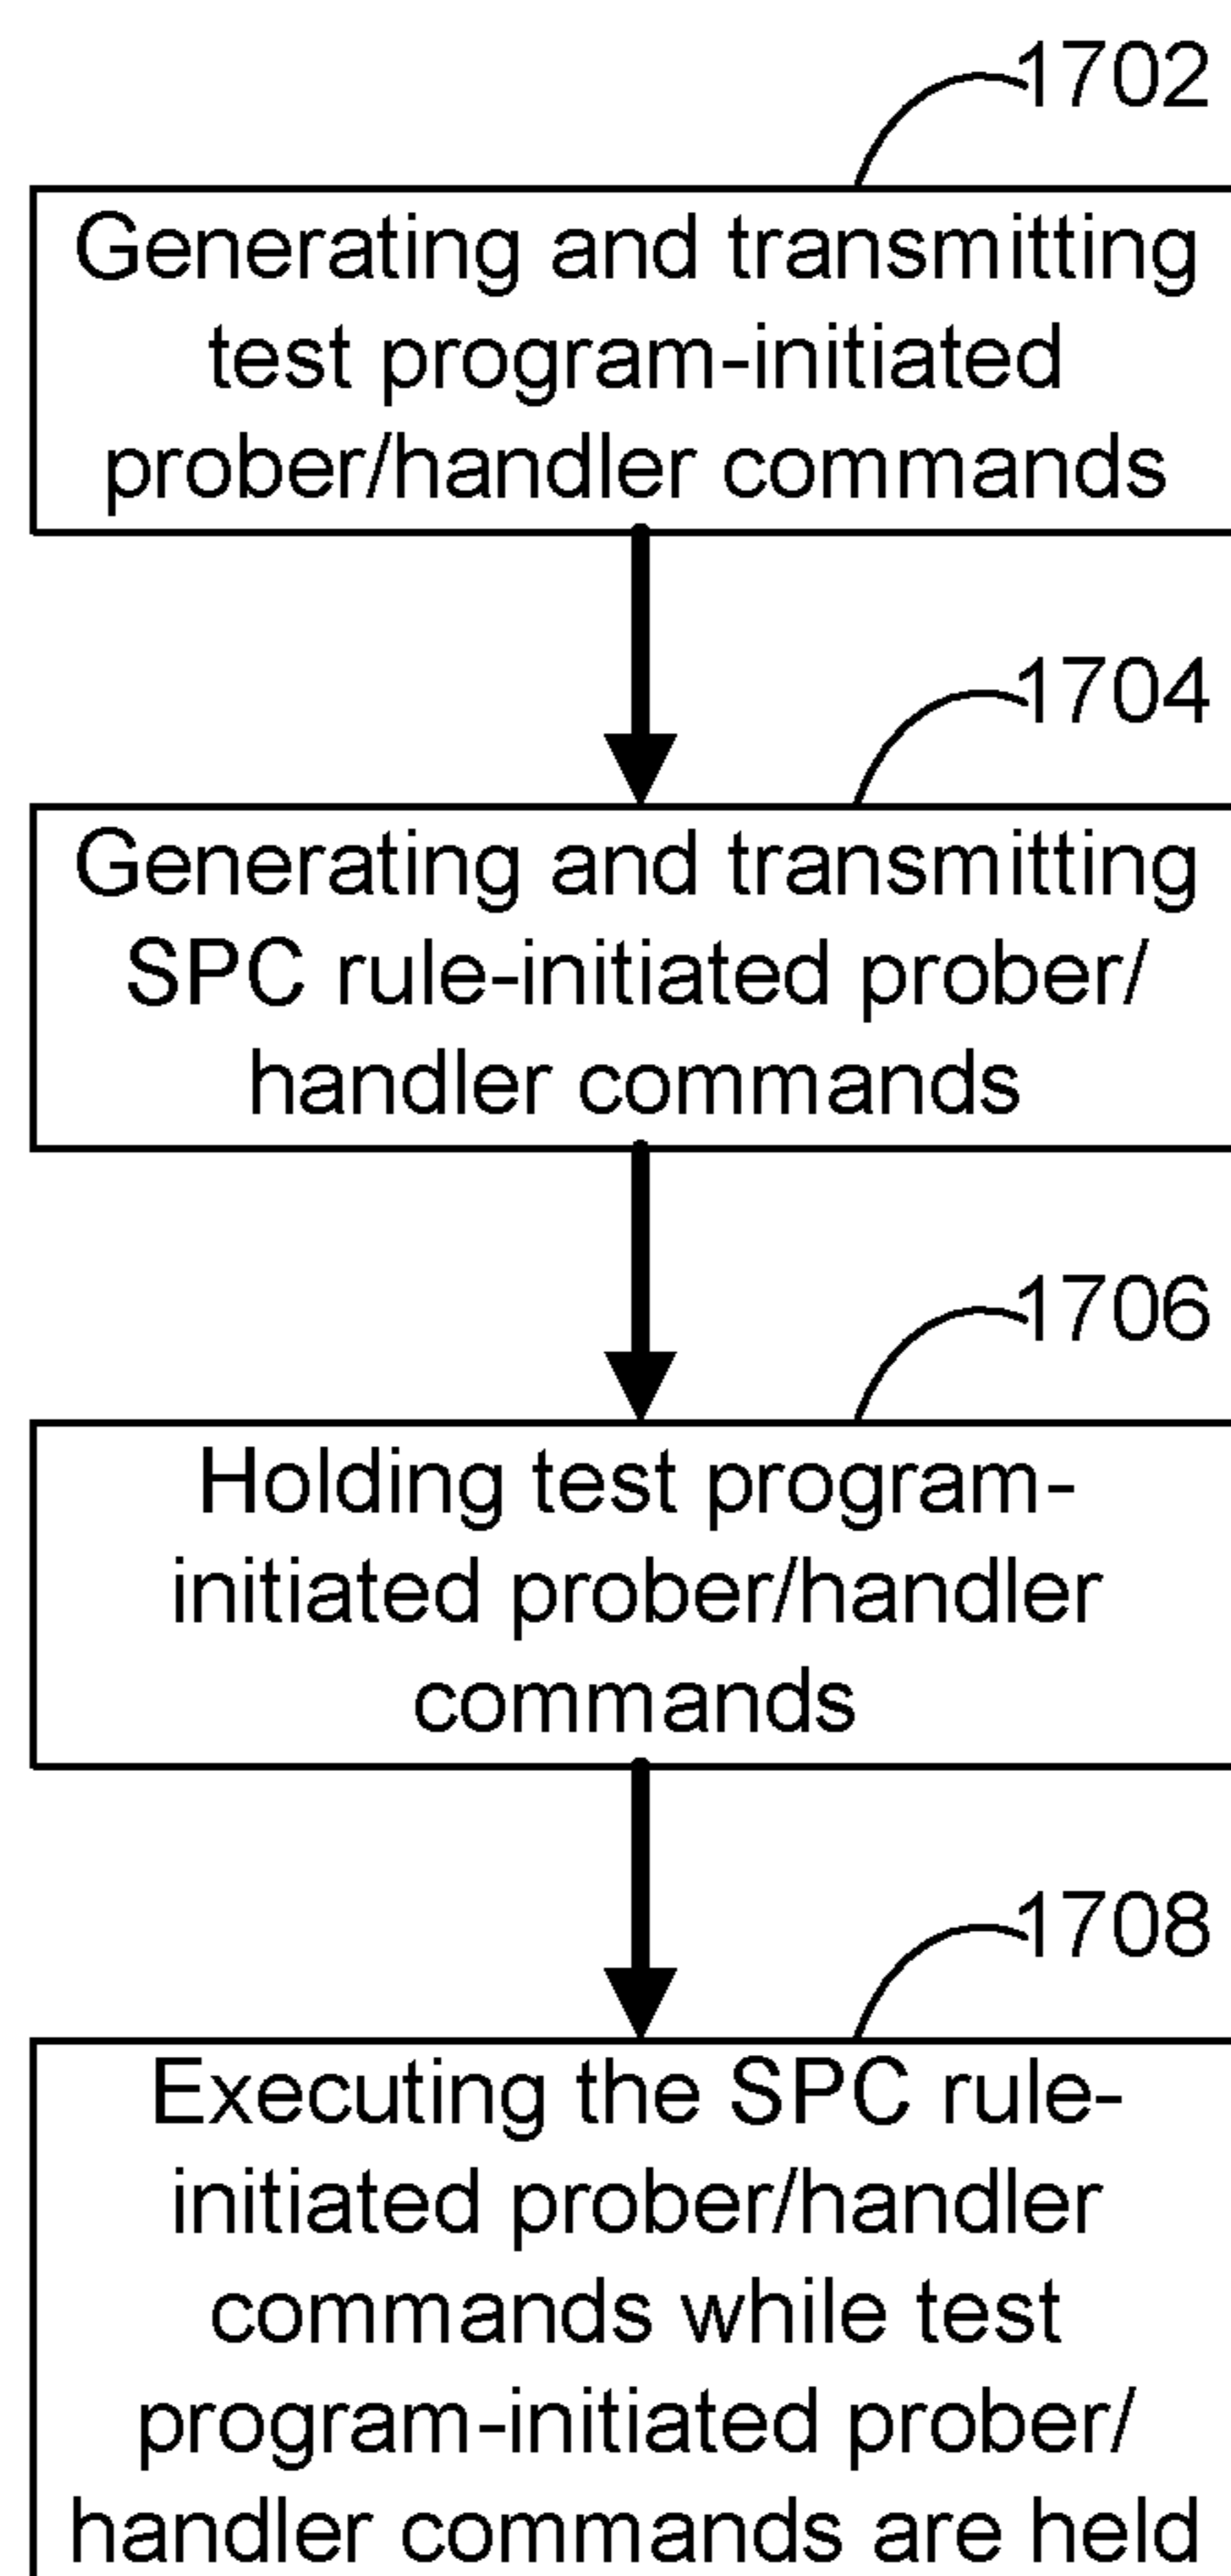 1702
Generating and transmitting
test program-initiated
prober/handler commands
1704
Generating and transmitting
SPC rule-initiated prober/
handler commands
1706
Holding test program-
initiated prober/handler
commands
1708
Executing the SPC rule-
initiated prober/handler
commands while test
program-initiated prober/
handler commands are held